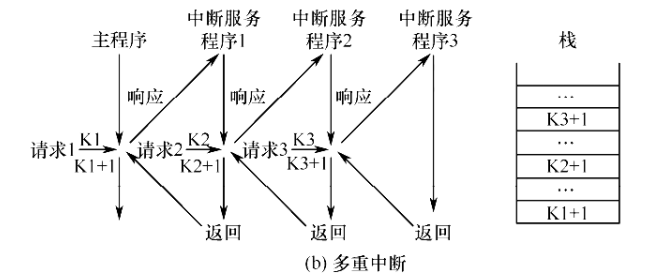 主程序
中断服务
程序1
中断服务
程序2
中断服务
程序3
栈
响应
响应
响应
请求1
K1
K1+1
请求2
K2
K2+1
请求3
K3
K3+1
返回
返回
返回
…
K3+1
…
K2+1
…
K1+1
(b) 多重中断